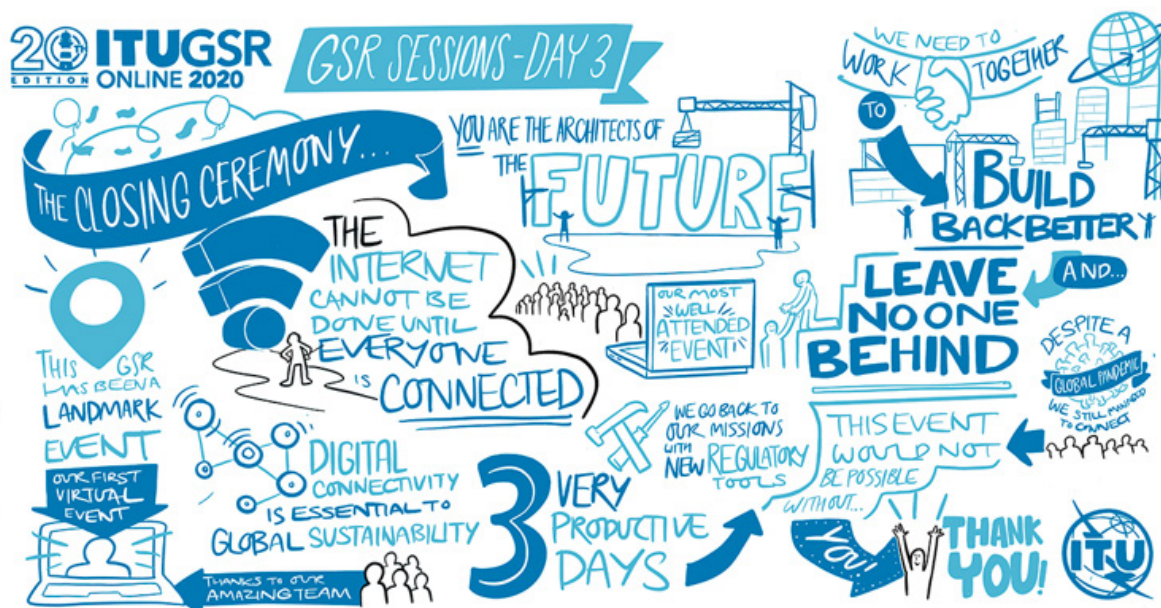 20TH
EDITION
ITUGSR
ONLINE 2020
GSR SESSIONS-DAY 3
THE CLOSING CEREMONY...
YOU ARE THE ARCHITECTS OF
THE
FUTURE
WE NEED TO
WORK TOGETHER
TO
BUILD
BACK BETTER
AND...
LEAVE
NO ONE
BEHIND
THE
INTERNET
CANNOT BE
DONE UNTIL
EVERYONE
IS CONNECTED
OUR MOST
WELL
ATTENDED
EVENT
DESPITE A
GLOBAL PANDEMIC
WE STILL MANAGED
TO CONNECT
THIS GSR
HAS BEEN A
LANDMARK
EVENT
OUR FIRST
VIRTUAL
EVENT
THANKS TO OUR
AMAZING TEAM
DIGITAL
CONNECTIVITY
IS ESSENTIAL TO
GLOBAL SUSTAINABILITY
3 VERY
PRODUCTIVE
DAYS
WE GO BACK TO
OUR MISSIONS
WITH
NEW REGULATORY
TOOLS
THIS EVENT
WOULD NOT
BE POSSIBLE
WITHOUT...
YOU!
THANK
YOU!
ITU